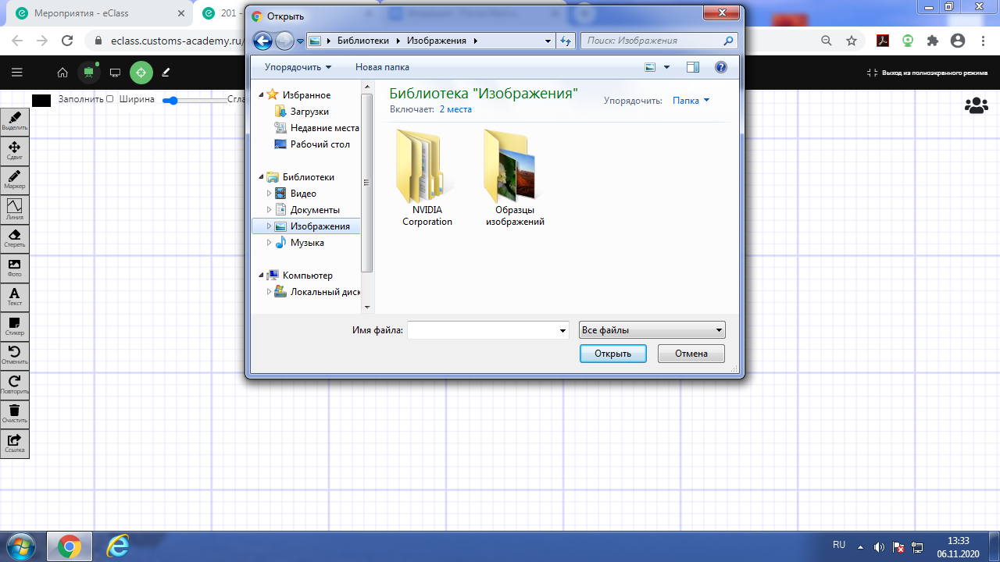 Мероприятия - eClass
201 -
Открыть
eclass.customs-academy.ru/
Библиотеки
Изображения
Поиск: Изображения
Упорядочить
Новая папка
Выход из полноэкранного режима
Заполнить
Ширина
Сгла
Избранное
Загрузки
Недавние места
Рабочий стол
Библиотеки
Видео
Документы
Изображения
Музыка
Компьютер
Локальный диск
Библиотека "Изображения"
Включает: 2 места
Упорядочить: Папка
NVIDIA
Corporation
Образцы
изображений
Имя файла:
Все файлы
Открыть
Отмена
Выделить
Сдвиг
Маркер
Линия
Стереть
Фото
Текст
Стикер
Отменить
Повторить
Очистить
Ссылка
RU
13:33
06.11.2020